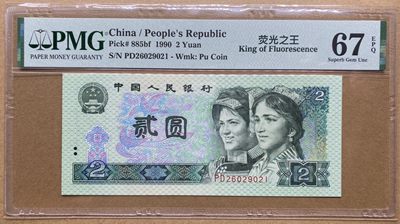 PMG
PAPER MONEY GUARANTY
China / People's Republic
Pick# 885bf 1990 2 Yuan
S/N PD26029021 - Wmk: Pu Coin
荧光之王
King of Fluorescence
67
EPQ
Superb Gem Unc
中国人民银行
2
贰圆
2
2
PD26029021